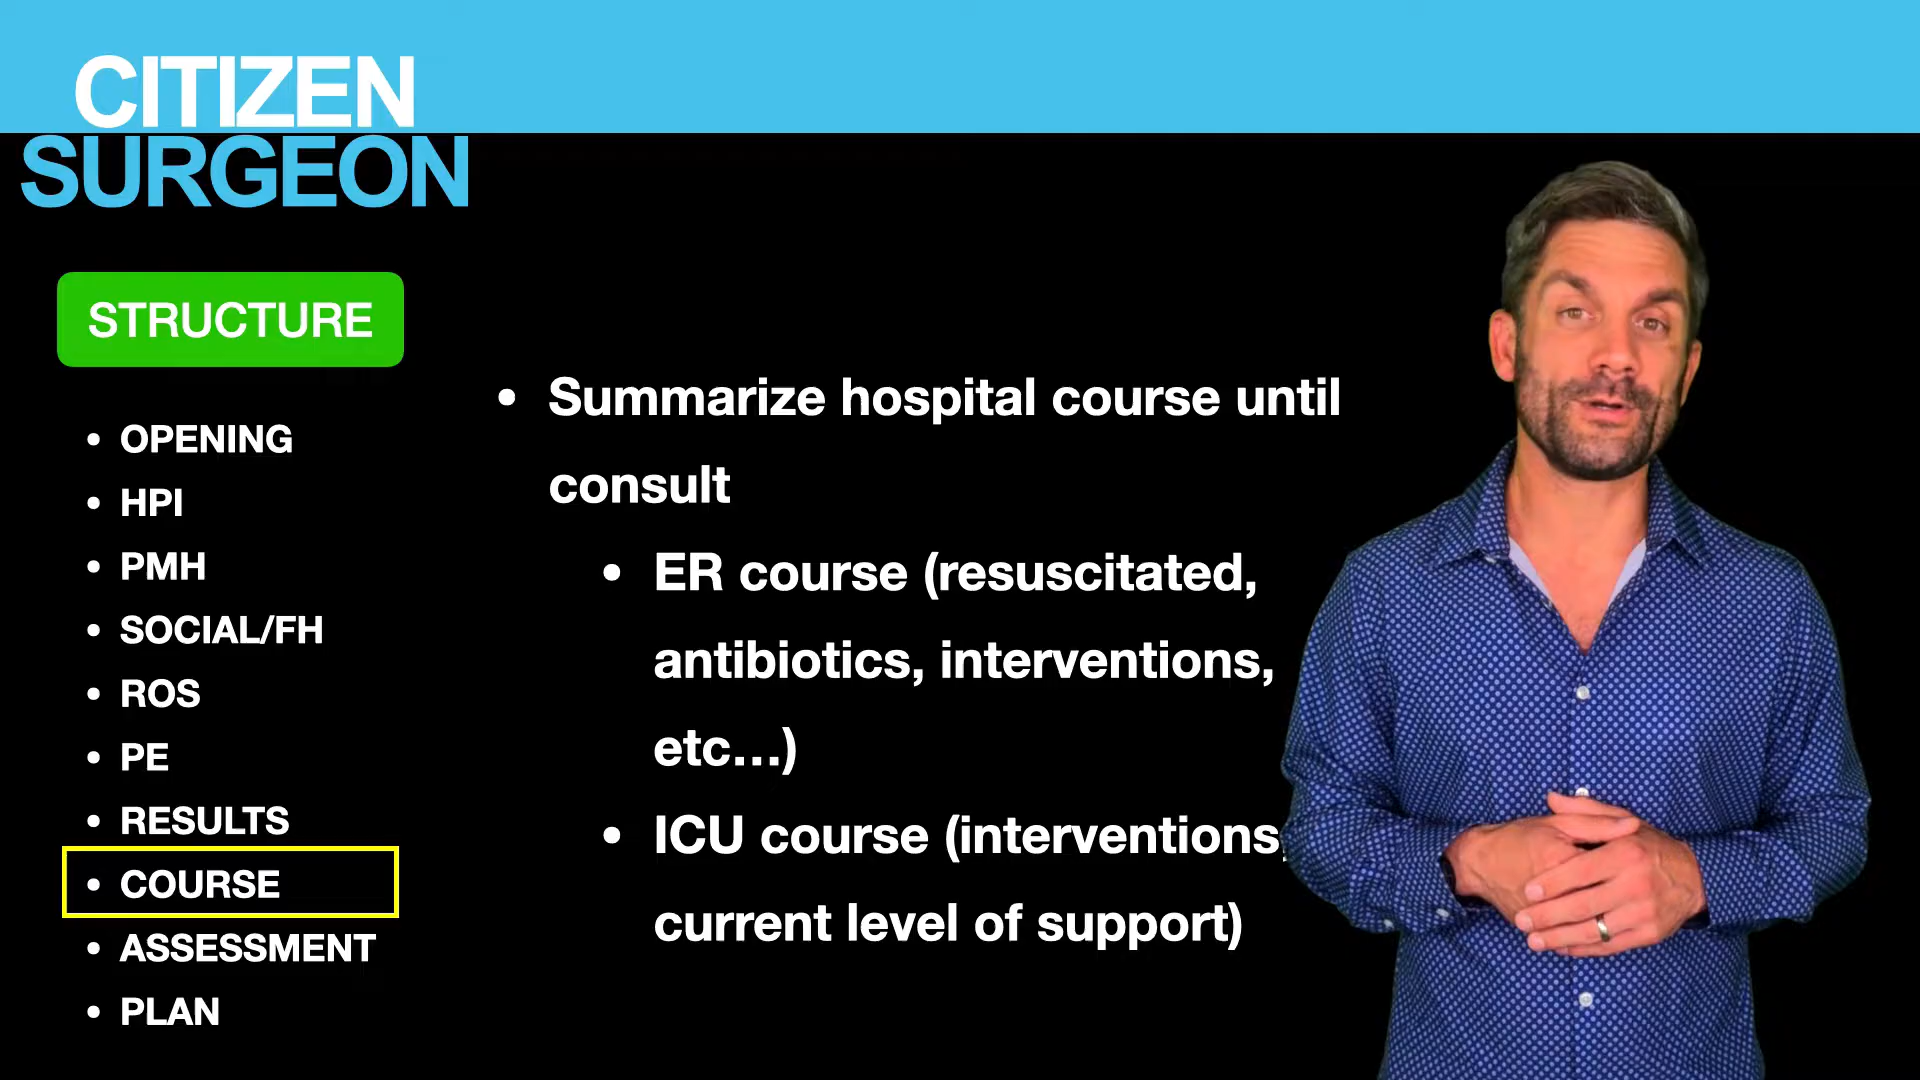 CITIZEN
SURGEON
STRUCTURE
• OPENING
• HPI
• PMH
• SOCIAL/FH
• ROS
• PE
• RESULTS
• COURSE
• ASSESSMENT
• PLAN
• Summarize hospital course until
consult
• ER course (resuscitated,
antibiotics, interventions,
etc…)
• ICU course (interventions,
current level of support)